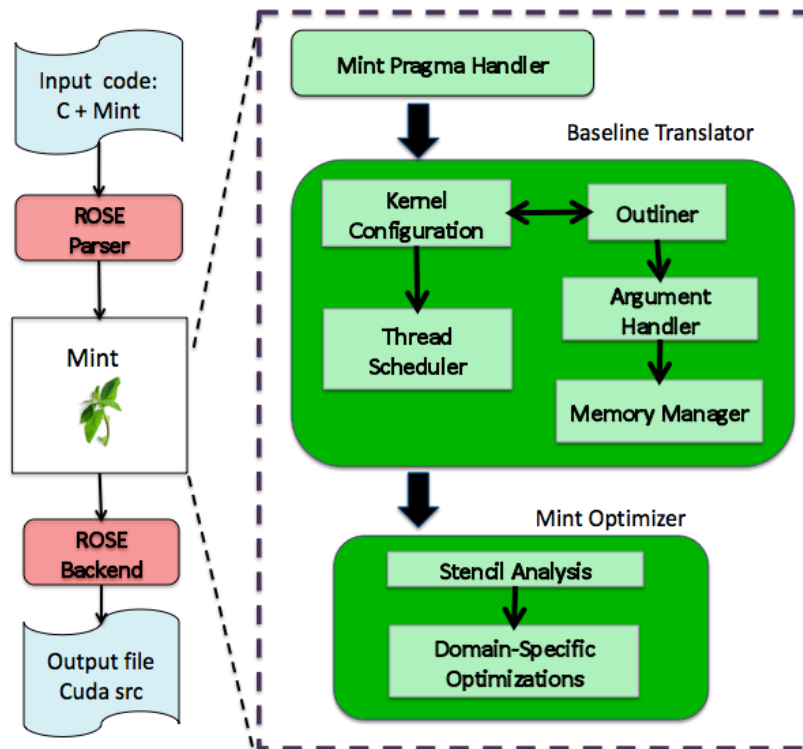 Input code:
C + Mint
ROSE
Parser
Mint
ROSE
Backend
Output file
Cuda src
Mint Pragma Handler
Baseline Translator
Kernel
Configuration
Outliner
Thread
Scheduler
Argument
Handler
Memory Manager
Mint Optimizer
Stencil Analysis
Domain-Specific
Optimizations